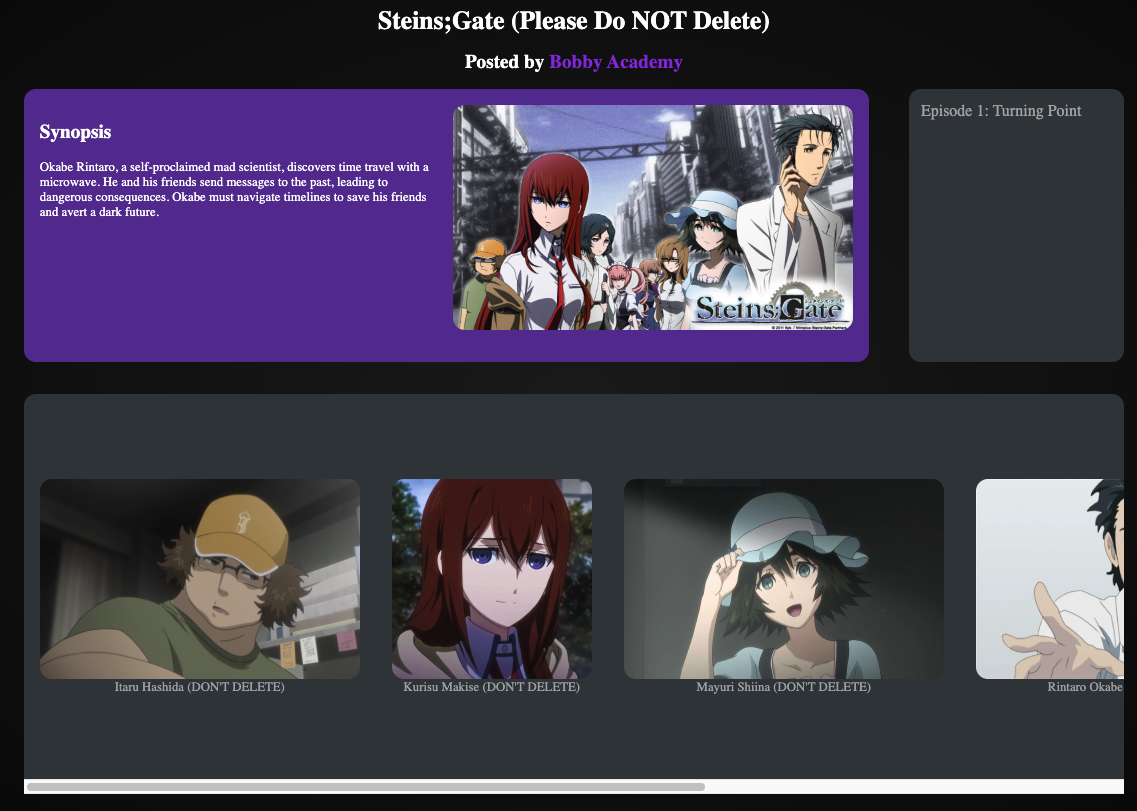 Steins;Gate (Please Do NOT Delete)
Posted by Bobby Academy
Synopsis
Okabe Rintaro, a self-proclaimed mad scientist, discovers time travel with a
microwave. He and his friends send messages to the past, leading to
dangerous consequences. Okabe must navigate timelines to save his friends
and avert a dark future.
Steins;Gate
Episode 1: Turning Point
Itaru Hashida (DON'T DELETE)
Kurisu Makise (DON'T DELETE)
Mayuri Shiina (DON'T DELETE)
Rintaro Okabe